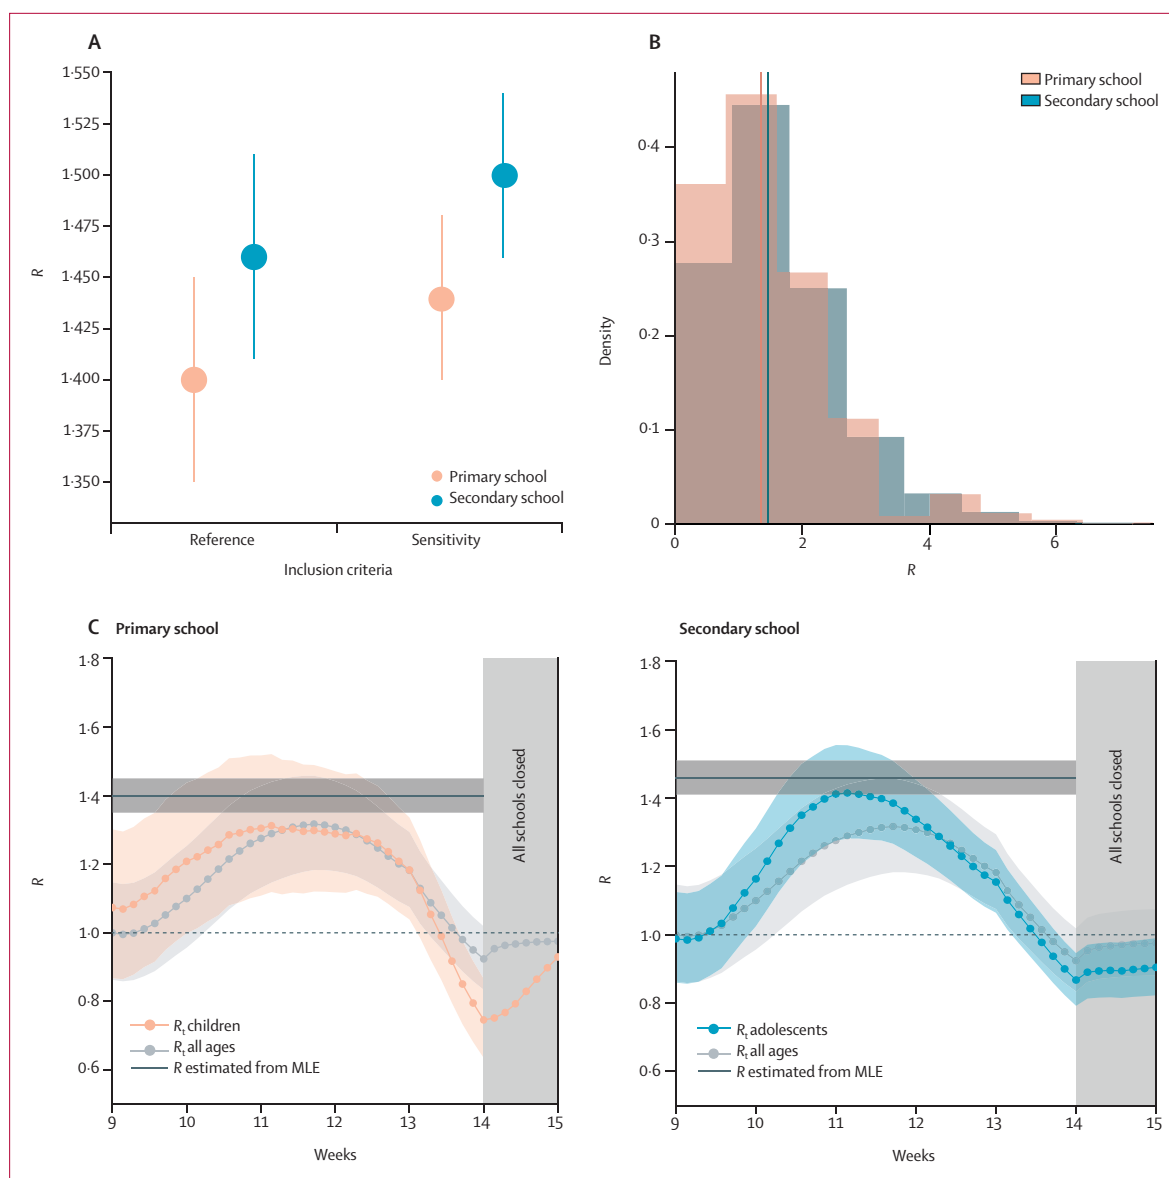 A
1·550
1·525
1·500
1·475
1·450
1·425
1·400
1·375
1·350
R
Primary school
Secondary school
Reference
Sensitivity
Inclusion criteria
B
Primary school
Secondary school
0·4
0·3
0·2
0·1
0
Density
0
2
4
6
R
C Primary school
1·8
1·6
1·4
1·2
1·0
0·8
0·6
R
All schools closed
Rt children
Rt all ages
R estimated from MLE
9
10
11
12
13
14
15
Weeks
Secondary school
1·8
1·6
1·4
1·2
1·0
0·8
0·6
R
All schools closed
Rt adolescents
Rt all ages
R estimated from MLE
9
10
11
12
13
14
15
Weeks